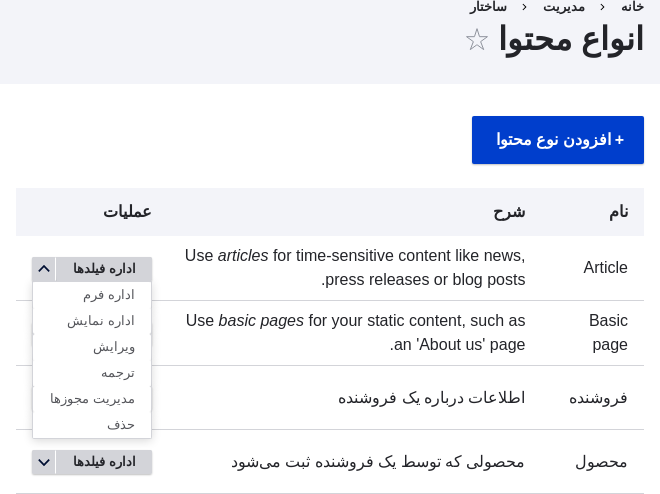 خانه › مدیریت › ساختار
انواع محتوا ☆
+ افزودن نوع محتوا
نام شرح عملیات
Article
Use articles for time-sensitive content like news,
.press releases or blog posts
اداره فیلدها
اداره فرم
اداره نمایش
ویرایش
ترجمه
مدیریت مجوزها
حذف
Basic
page
Use basic pages for your static content, such as
.an 'About us' page
فروشنده اطلاعات درباره یک فروشنده
محصول محصولی که توسط یک فروشنده ثبت می‌شود اداره فیلدها